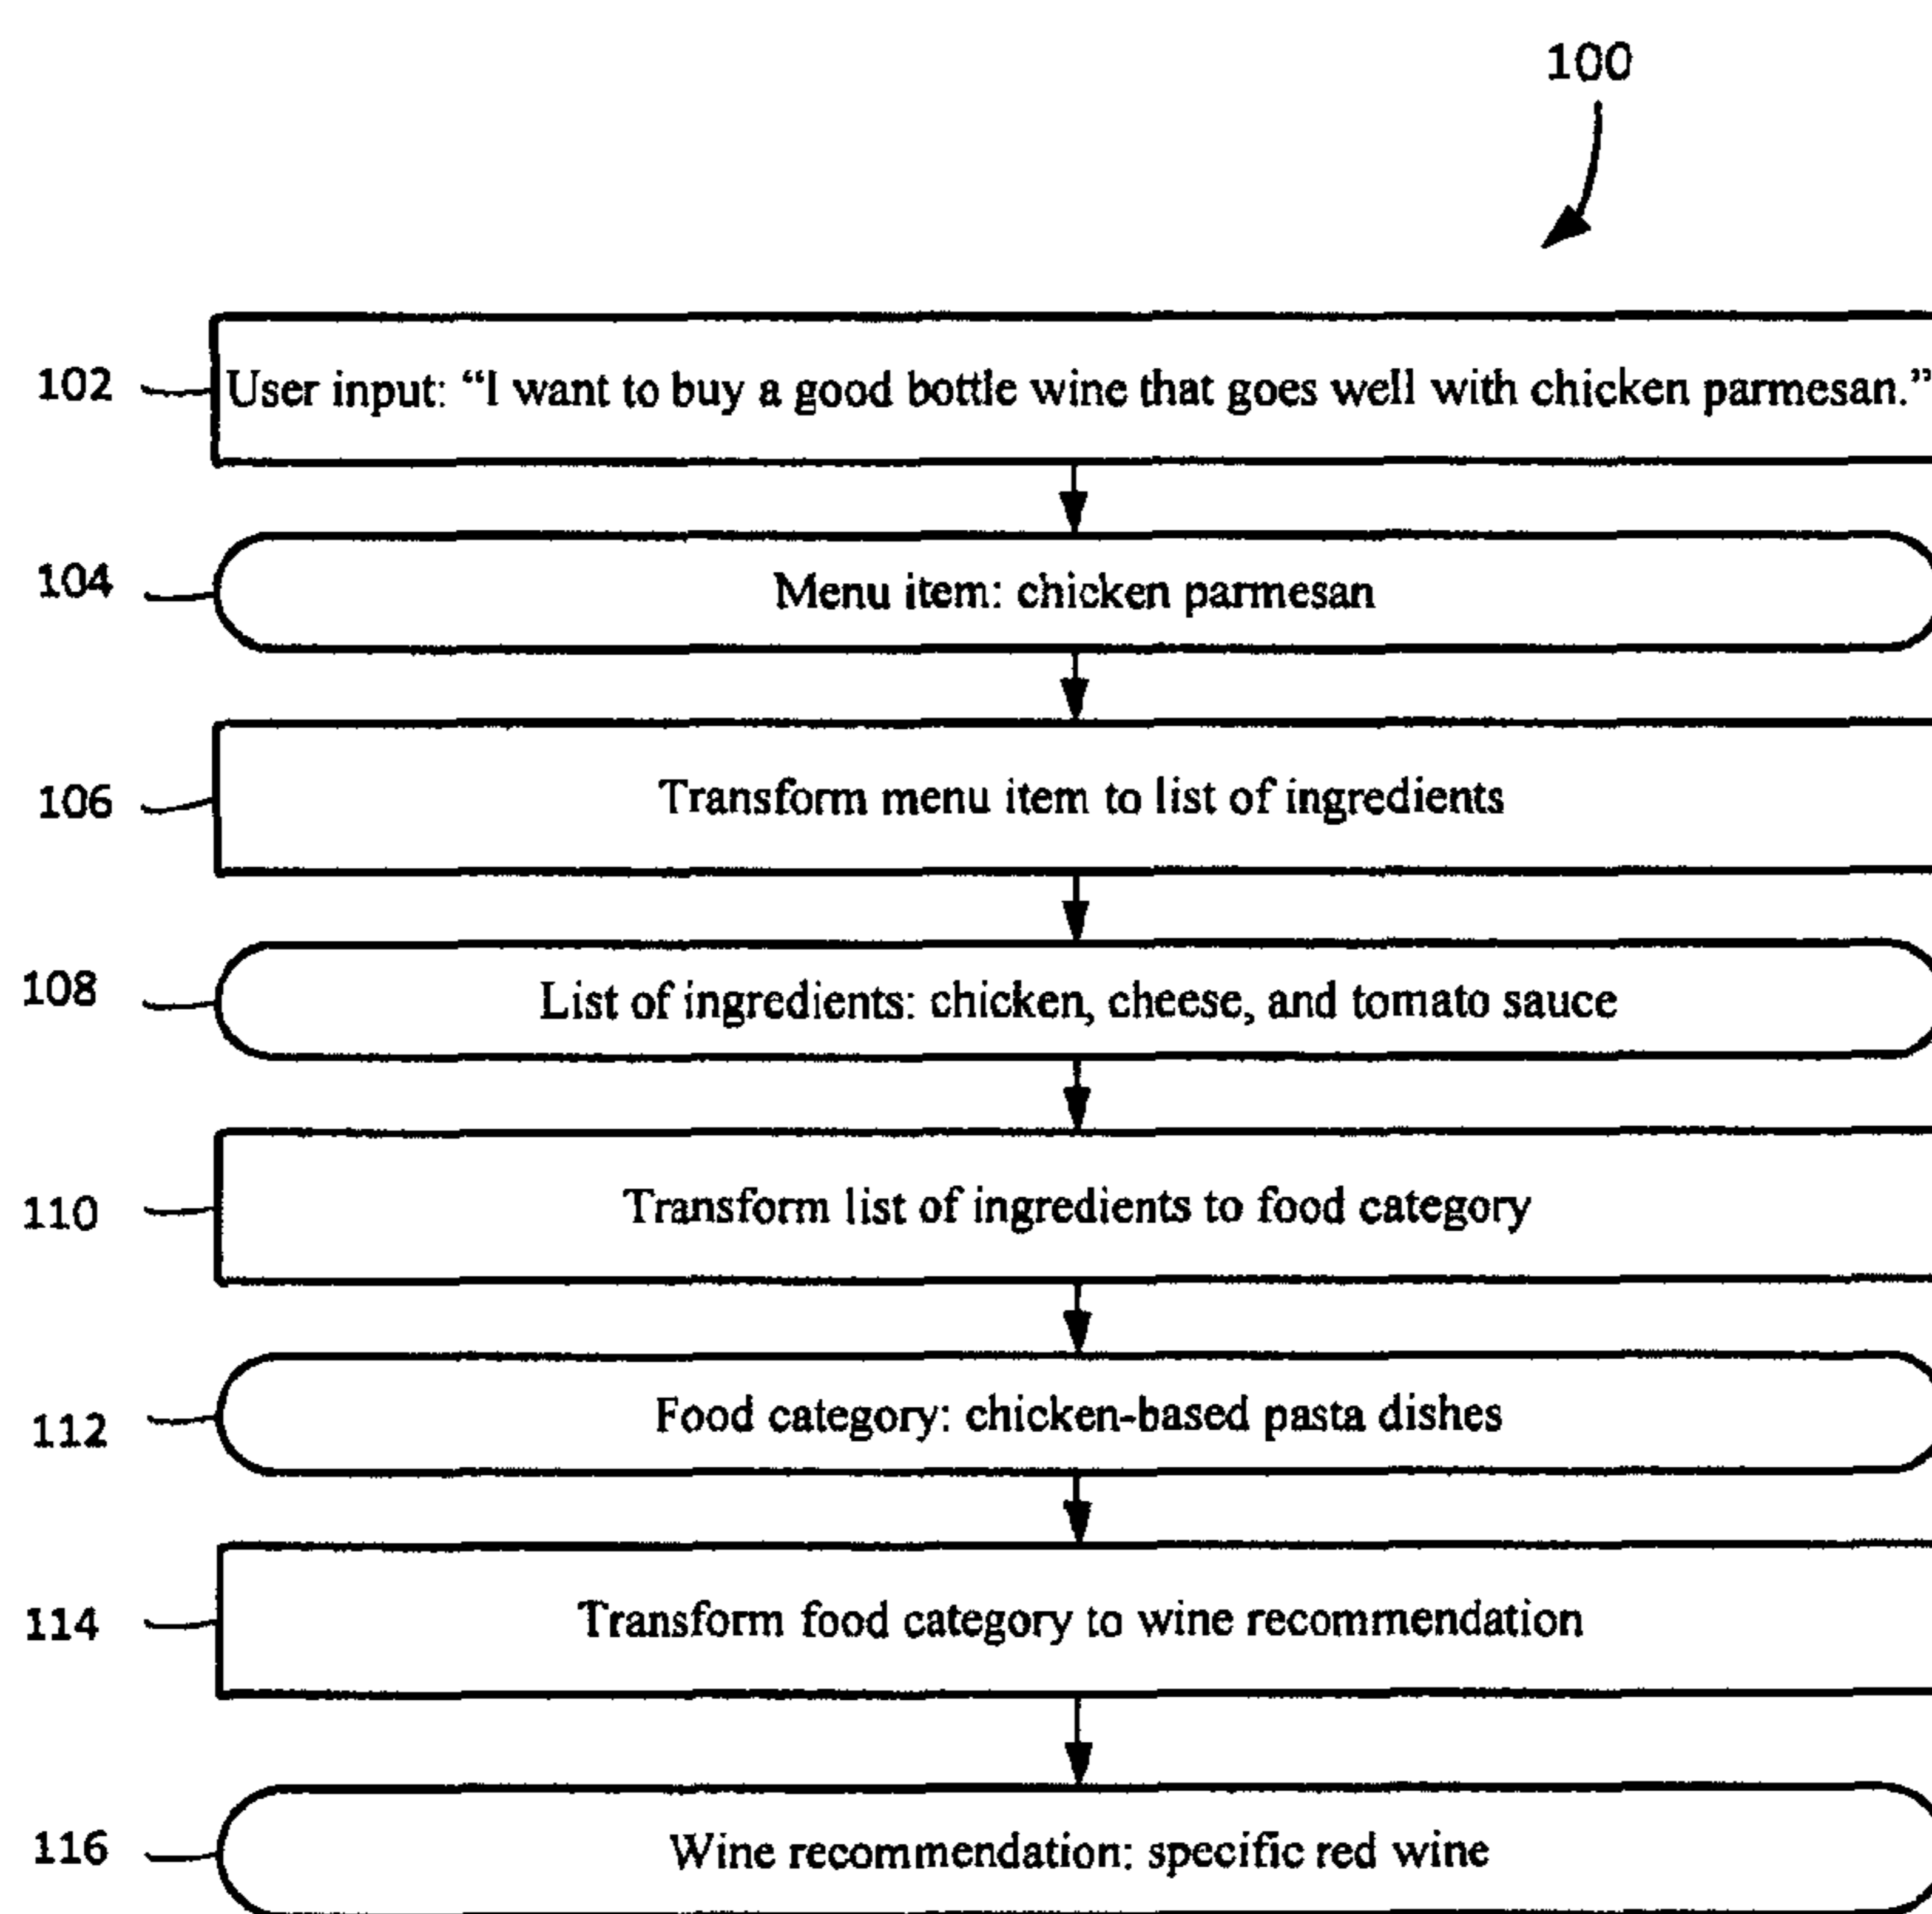 100
102 User input: “I want to buy a good bottle wine that goes well with chicken parmesan.”
104 Menu item: chicken parmesan
106 Transform menu item to list of ingredients
108 List of ingredients: chicken, cheese, and tomato sauce
110 Transform list of ingredients to food category
112 Food category: chicken-based pasta dishes
114 Transform food category to wine recommendation
116 Wine recommendation: specific red wine